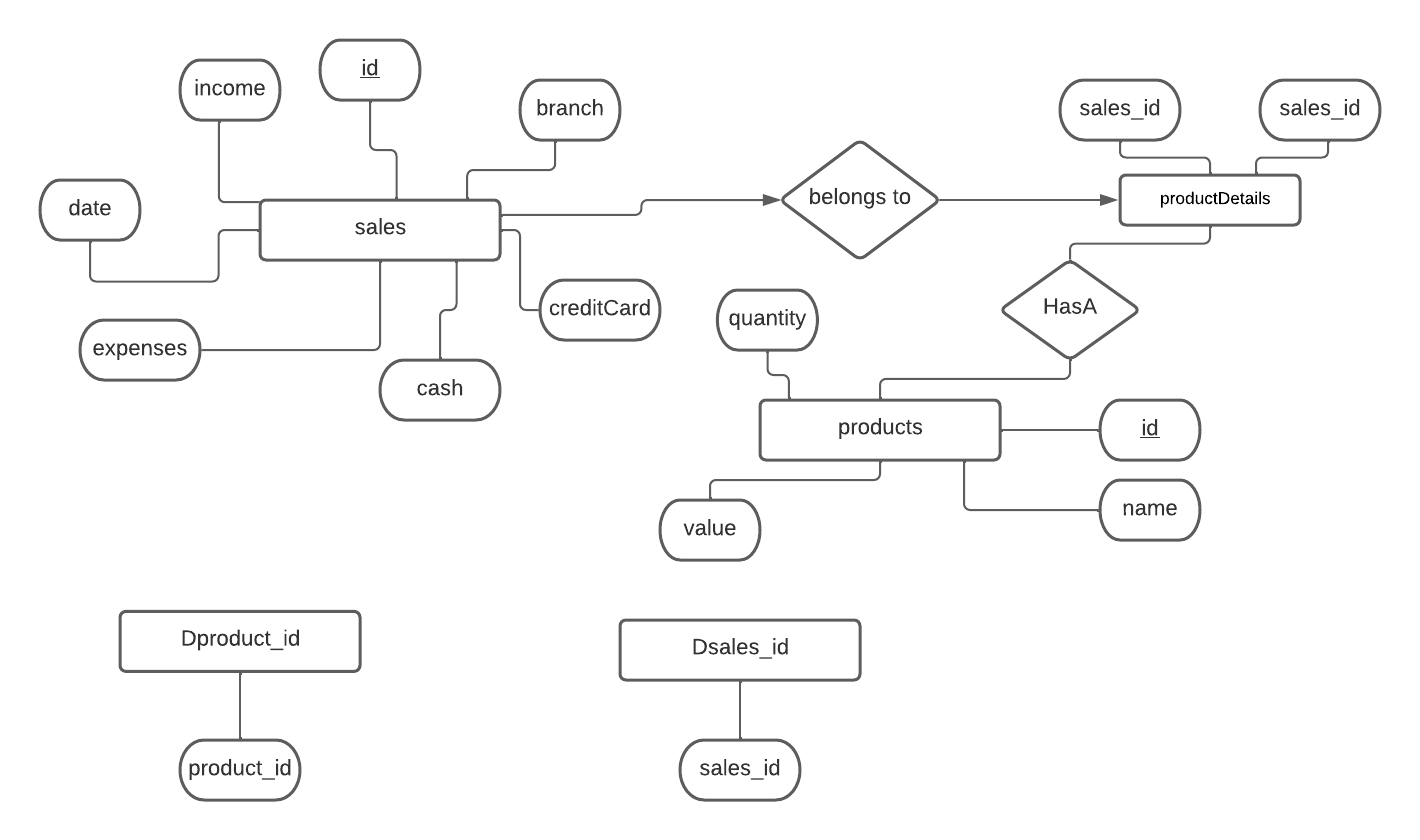 id
income
branch
sales_id
sales_id
belongs to
productDetails
date
sales
HasA
creditCard
quantity
expenses
cash
products
id
name
value
Dproduct_id
Dsales_id
product_id
sales_id